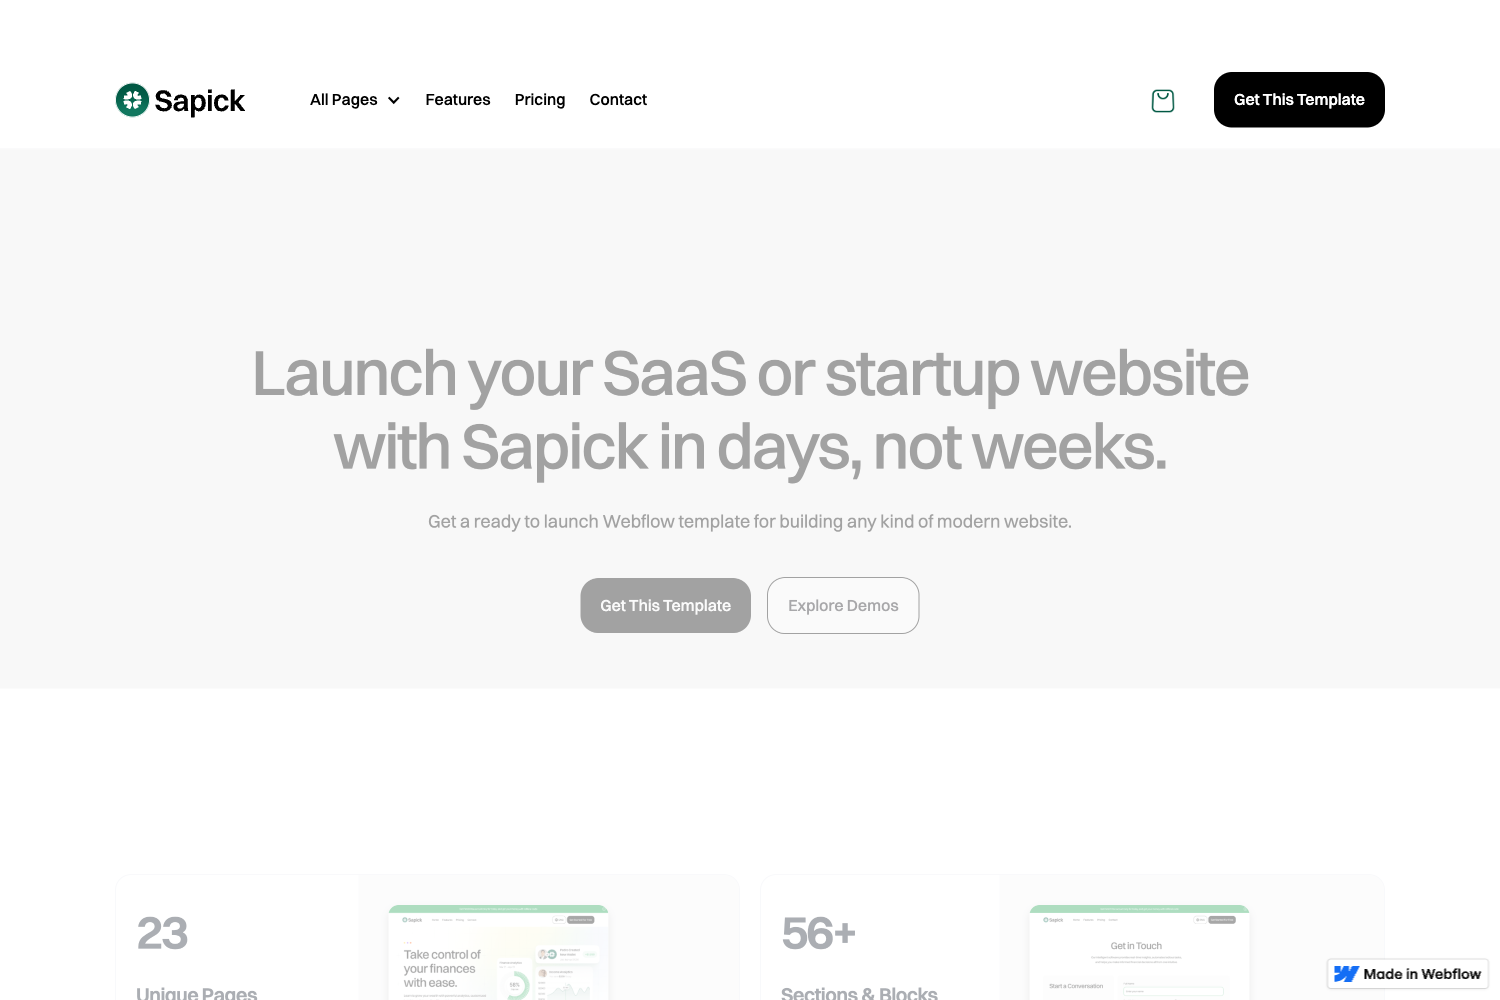 Sapick
All Pages
Features
Pricing
Contact
Get This Template
Launch your SaaS or startup website
with Sapick in days, not weeks.
Get a ready to launch Webflow template for building any kind of modern website.
Get This Template
Explore Demos
23
Unique Pages
Sapick
Take control of
your finances
with ease.
56+
Sections & Blocks
Sapick
Get in Touch
Start a Conversation
Made in Webflow